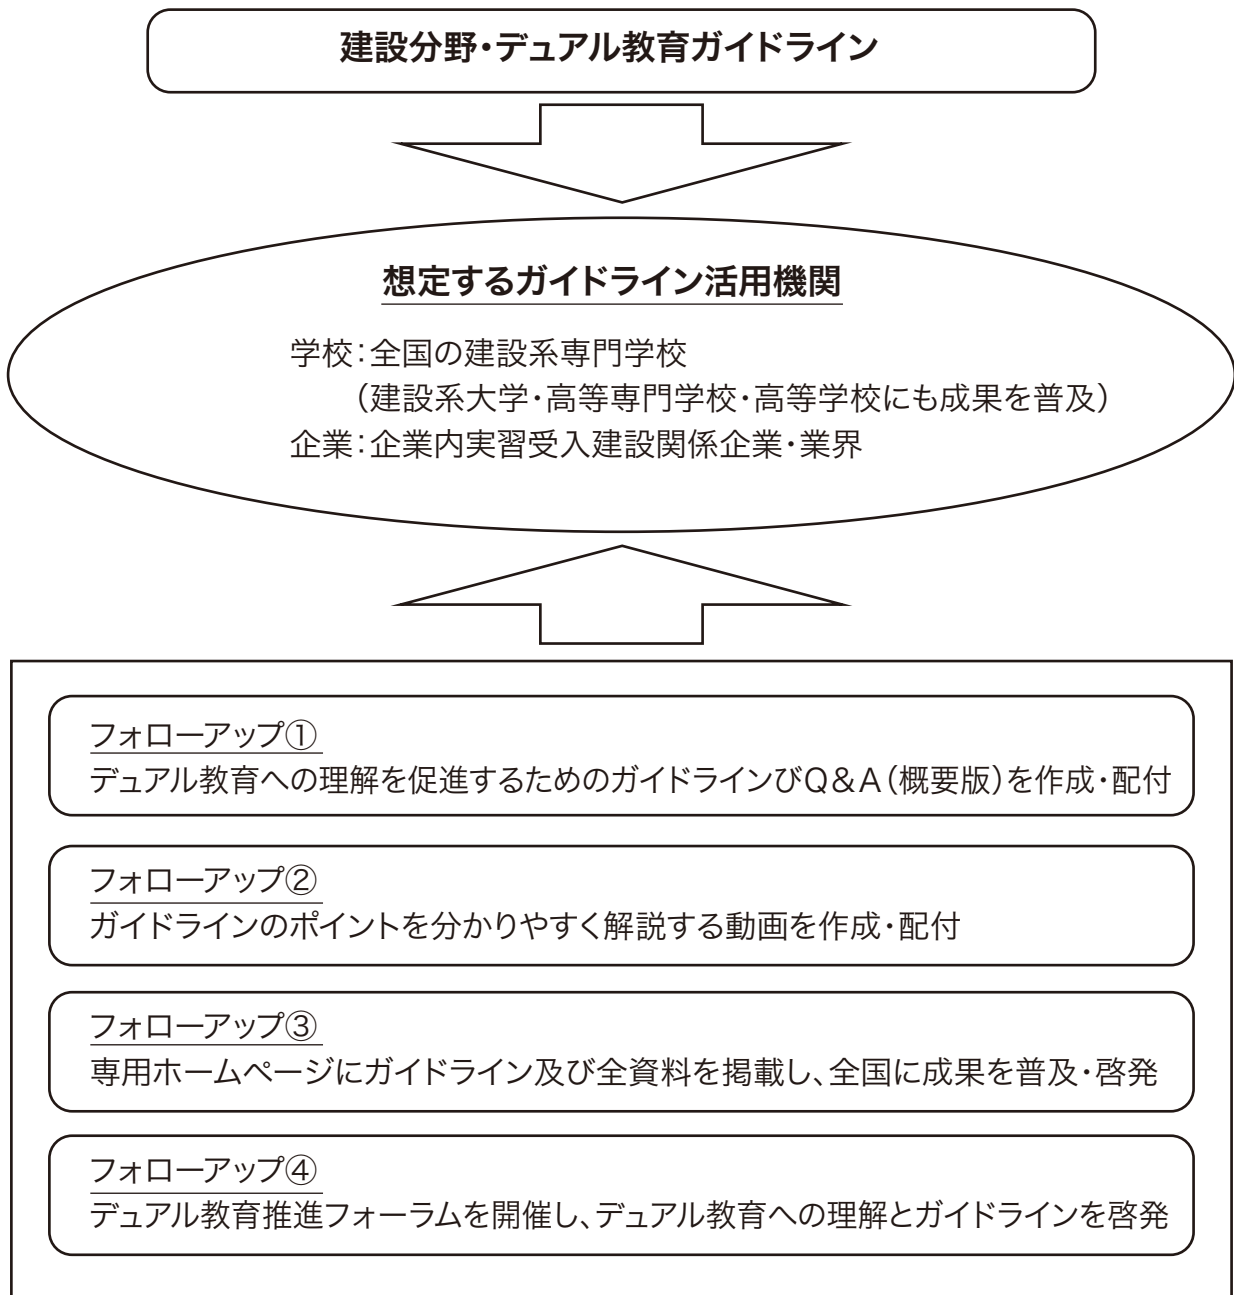 建設分野・デュアル教育ガイドライン
想定するガイドライン活用機関
学校：全国の建設系専門学校
（建設系大学・高等専門学校・高等学校にも成果を普及）
企業：企業内実習受入建設関係企業・業界
フォローアップ①
デュアル教育への理解を促進するためのガイドラインびQ＆A（概要版）を作成・配付
フォローアップ②
ガイドラインのポイントを分かりやすく解説する動画を作成・配付
フォローアップ③
専用ホームページにガイドライン及び全資料を掲載し、全国に成果を普及・啓発
フォローアップ④
デュアル教育推進フォーラムを開催し、デュアル教育への理解とガイドラインを啓発